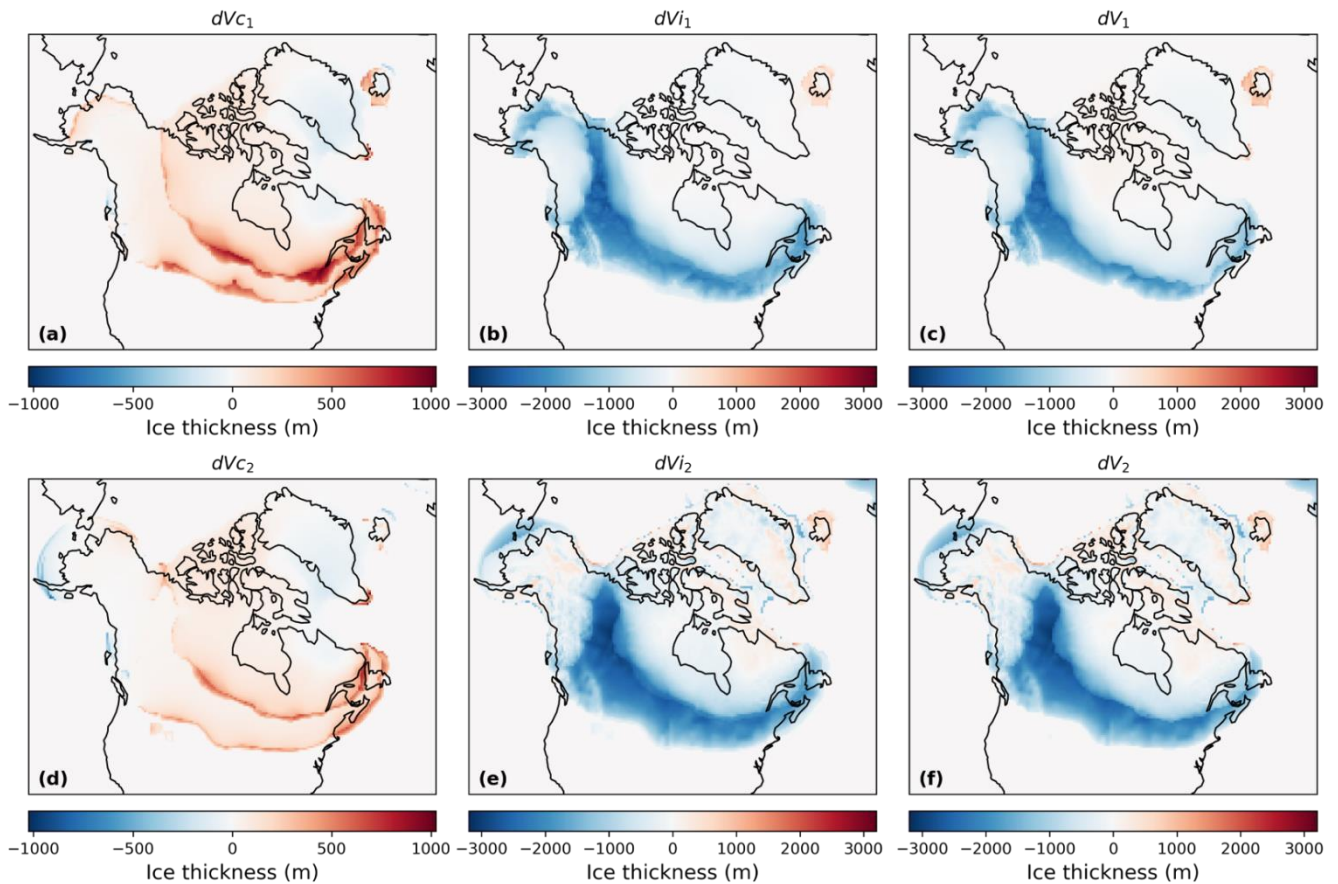 dVc₁ dVi₁ dV₁
(a) (b) (c)
−1000 −500 0 500 1000 −3000 −2000 −1000 0 1000 2000 3000 −3000 −2000 −1000 0 1000 2000 3000
Ice thickness (m) Ice thickness (m) Ice thickness (m)
dVc₂ dVi₂ dV₂
(d) (e) (f)
−1000 −500 0 500 1000 −3000 −2000 −1000 0 1000 2000 3000 −3000 −2000 −1000 0 1000 2000 3000
Ice thickness (m) Ice thickness (m) Ice thickness (m)